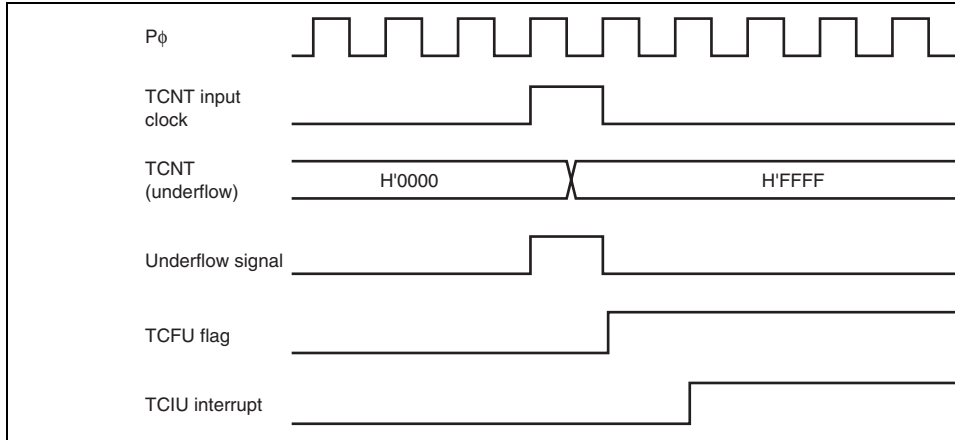 Pϕ
TCNT input
clock
TCNT
(underflow)
H'0000
H'FFFF
Underflow signal
TCFU flag
TCIU interrupt